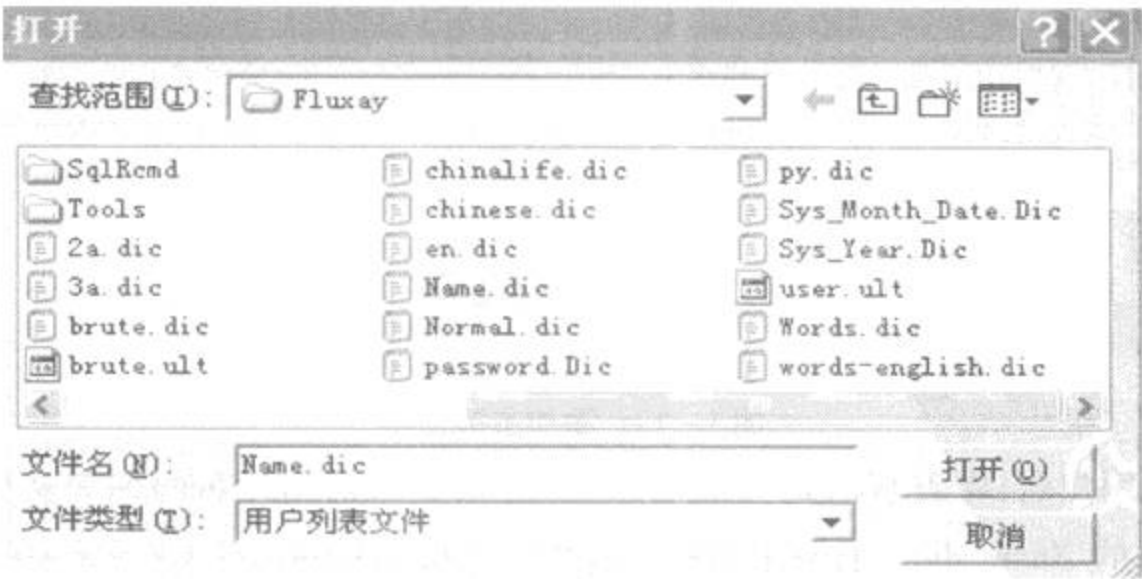 打开
查找范围(I): Fluxay
SqlRcmd
Tools
2a.dic
3a.dic
brute.dic
brute.ult
chinalife.dic
chinese.dic
en.dic
Name.dic
Normal.dic
password.Dic
py.dic
Sys_Month_Date.Dic
Sys_Year.Dic
user.ult
Words.dic
words-english.dic
文件名(N): Name.dic
打开(O)
文件类型(T): 用户列表文件
取消